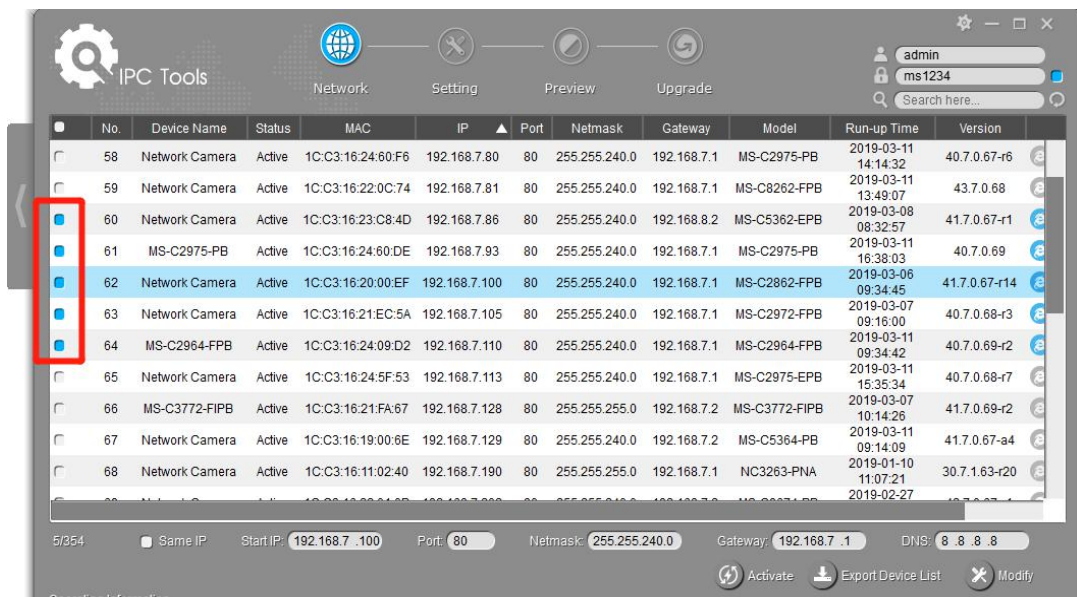 admin
ms1234
Search here...
IPC Tools
Network Setting Preview Upgrade
No. Device Name Status MAC IP Port Netmask Gateway Model Run-up Time Version
58 Network Camera Active 1C:C3:16:24:60:F6 192.168.7.80 80 255.255.240.0 192.168.7.1 MS-C2975-PB 2019-03-11 14:14:32 40.7.0.67-r6
59 Network Camera Active 1C:C3:16:22:0C:74 192.168.7.81 80 255.255.240.0 192.168.7.1 MS-C8262-FPB 2019-03-11 13:49:07 43.7.0.68
60 Network Camera Active 1C:C3:16:23:C8:4D 192.168.7.86 80 255.255.240.0 192.168.8.2 MS-C5362-EPB 2019-03-08 08:32:57 41.7.0.67-r1
61 MS-C2975-PB Active 1C:C3:16:24:60:DE 192.168.7.93 80 255.255.240.0 192.168.7.1 MS-C2975-PB 2019-03-11 16:38:03 40.7.0.69
62 Network Camera Active 1C:C3:16:20:00:EF 192.168.7.100 80 255.255.240.0 192.168.7.1 MS-C2862-FPB 2019-03-06 09:34:45 41.7.0.67-r14
63 Network Camera Active 1C:C3:16:21:EC:5A 192.168.7.105 80 255.255.240.0 192.168.7.1 MS-C2972-FPB 2019-03-07 09:16:00 40.7.0.68-r3
64 MS-C2964-FPB Active 1C:C3:16:24:09:D2 192.168.7.110 80 255.255.240.0 192.168.7.1 MS-C2964-FPB 2019-03-11 09:34:42 40.7.0.69-r2
65 Network Camera Active 1C:C3:16:24:5F:53 192.168.7.113 80 255.255.240.0 192.168.7.1 MS-C2975-EPB 2019-03-11 15:35:34 40.7.0.68-r7
66 MS-C3772-FIPB Active 1C:C3:16:21:FA:67 192.168.7.128 80 255.255.255.0 192.168.7.2 MS-C3772-FIPB 2019-03-07 10:14:26 41.7.0.69-r2
67 Network Camera Active 1C:C3:16:19:00:6E 192.168.7.129 80 255.255.240.0 192.168.7.2 MS-C5364-PB 2019-03-11 09:14:09 41.7.0.67-a4
68 Network Camera Active 1C:C3:16:11:02:40 192.168.7.190 80 255.255.255.0 192.168.7.1 NC3263-PNA 2019-01-10 11:07:21 30.7.1.63-r20
2019-02-27
5/354 Same IP Start IP: 192.168.7 .100 Port: 80 Netmask: 255.255.240.0 Gateway: 192.168.7 .1 DNS: 8 .8 .8 .8
Activate Export Device List Modify